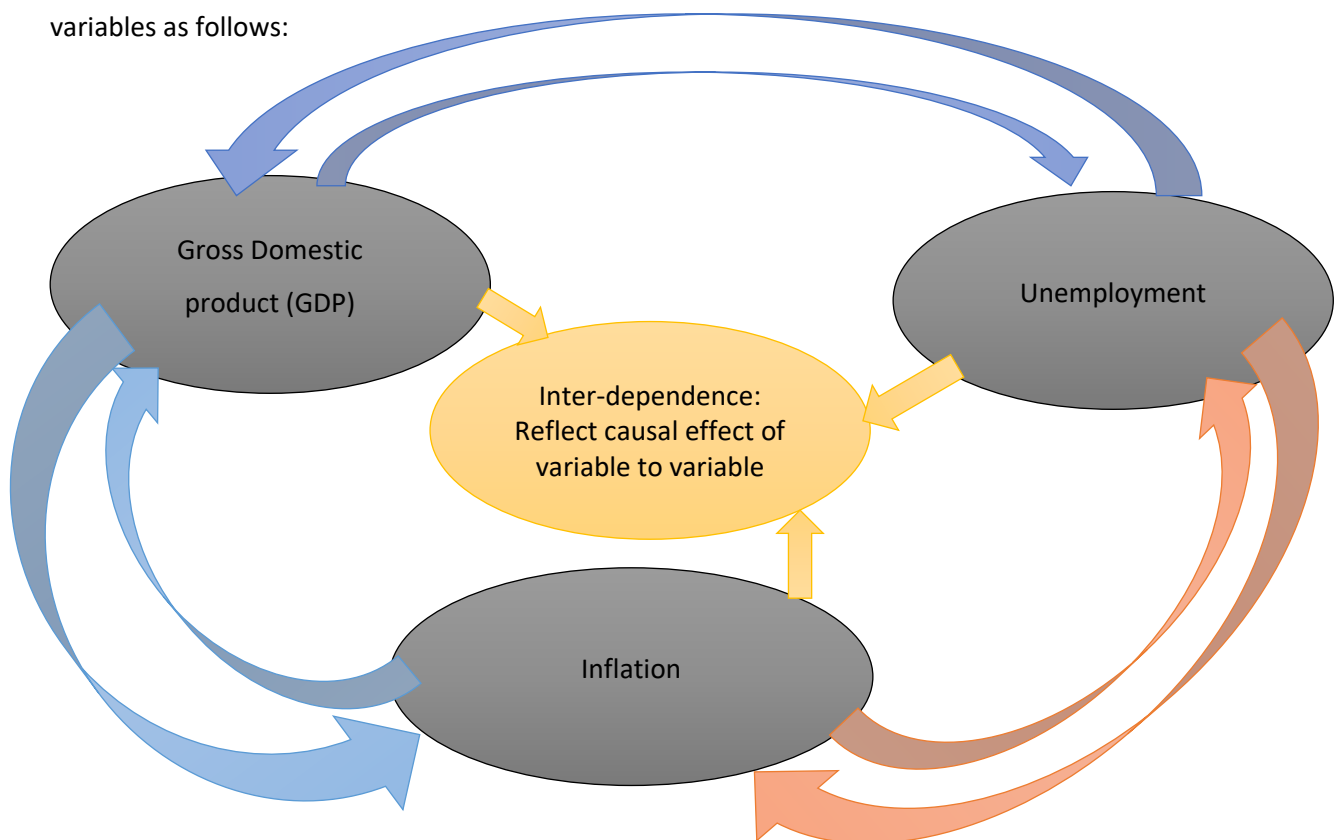 variables as follows:
Gross Domestic
product (GDP)
Unemployment
Inter-dependence:
Reflect causal effect of
variable to variable
Inflation